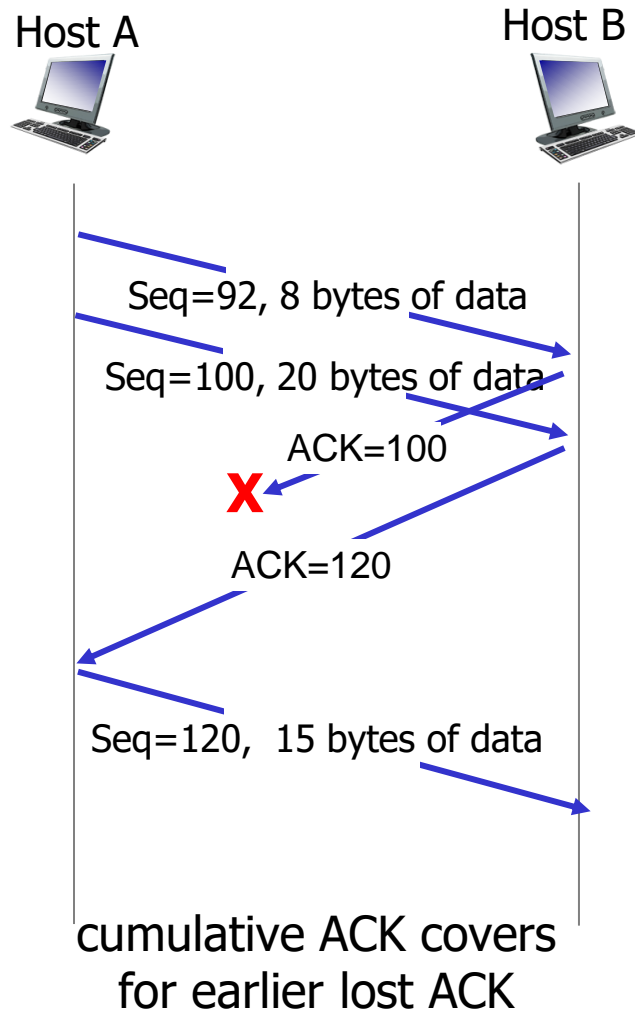 Host A
Host B
Seq=92, 8 bytes of data
Seq=100, 20 bytes of data
ACK=100
X
ACK=120
Seq=120,  15 bytes of data
cumulative ACK covers
for earlier lost ACK